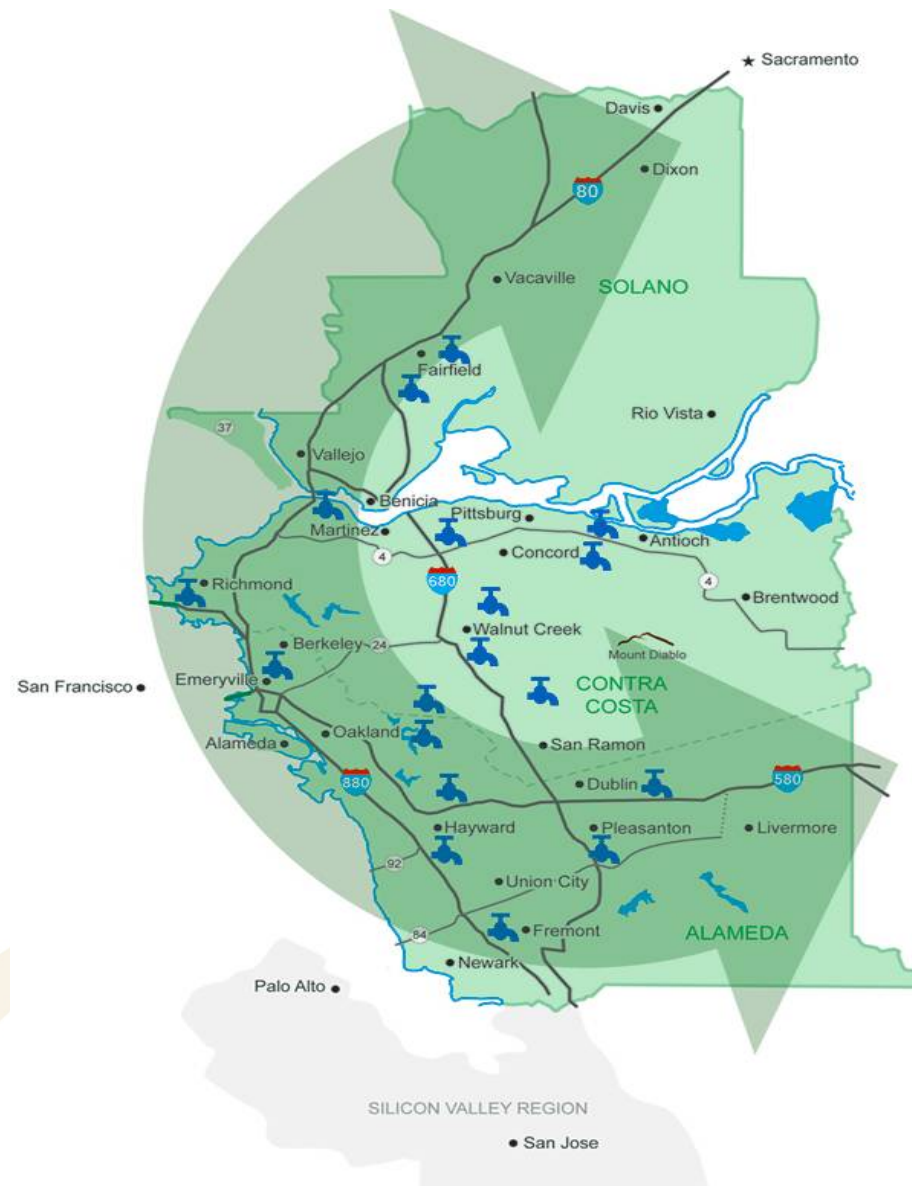 Sacramento
Davis
Dixon
80
Vacaville
SOLANO
Fairfield
Rio Vista
37
Vallejo
Benicia
Pittsburg
Martinez
Antioch
4
Concord
680
4
Richmond
Brentwood
Walnut Creek
Berkeley
24
Mount Diablo
Emeryville
San Francisco
CONTRA
COSTA
Oakland
Alameda
San Ramon
880
Dublin
580
Hayward
Pleasanton
Livermore
92
Union City
84
Fremont
ALAMEDA
Newark
Palo Alto
SILICON VALLEY REGION
San Jose